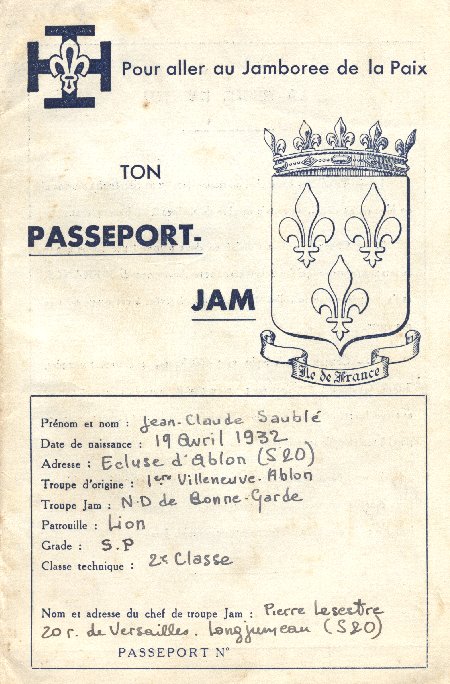 Pour aller au Jamboree de la Paix
TON
PASSEPORT-
JAM
Ile de France
Prénom et nom : Jean-Claude Saublé
Date de naissance : 19 avril 1932
Adresse : Ecluse d'Ablon (S&O)
Troupe d'origine : 1ere Villeneuve-Ablon
Troupe Jam : N.D de Bonne-Garde
Patrouille : Lion
Grade : S.P
Classe technique : 2e Classe
Nom et adresse du chef de troupe Jam : Pierre Lesestre
20 r. de Versailles. Longjumeau (S&O)
PASSEPORT N°